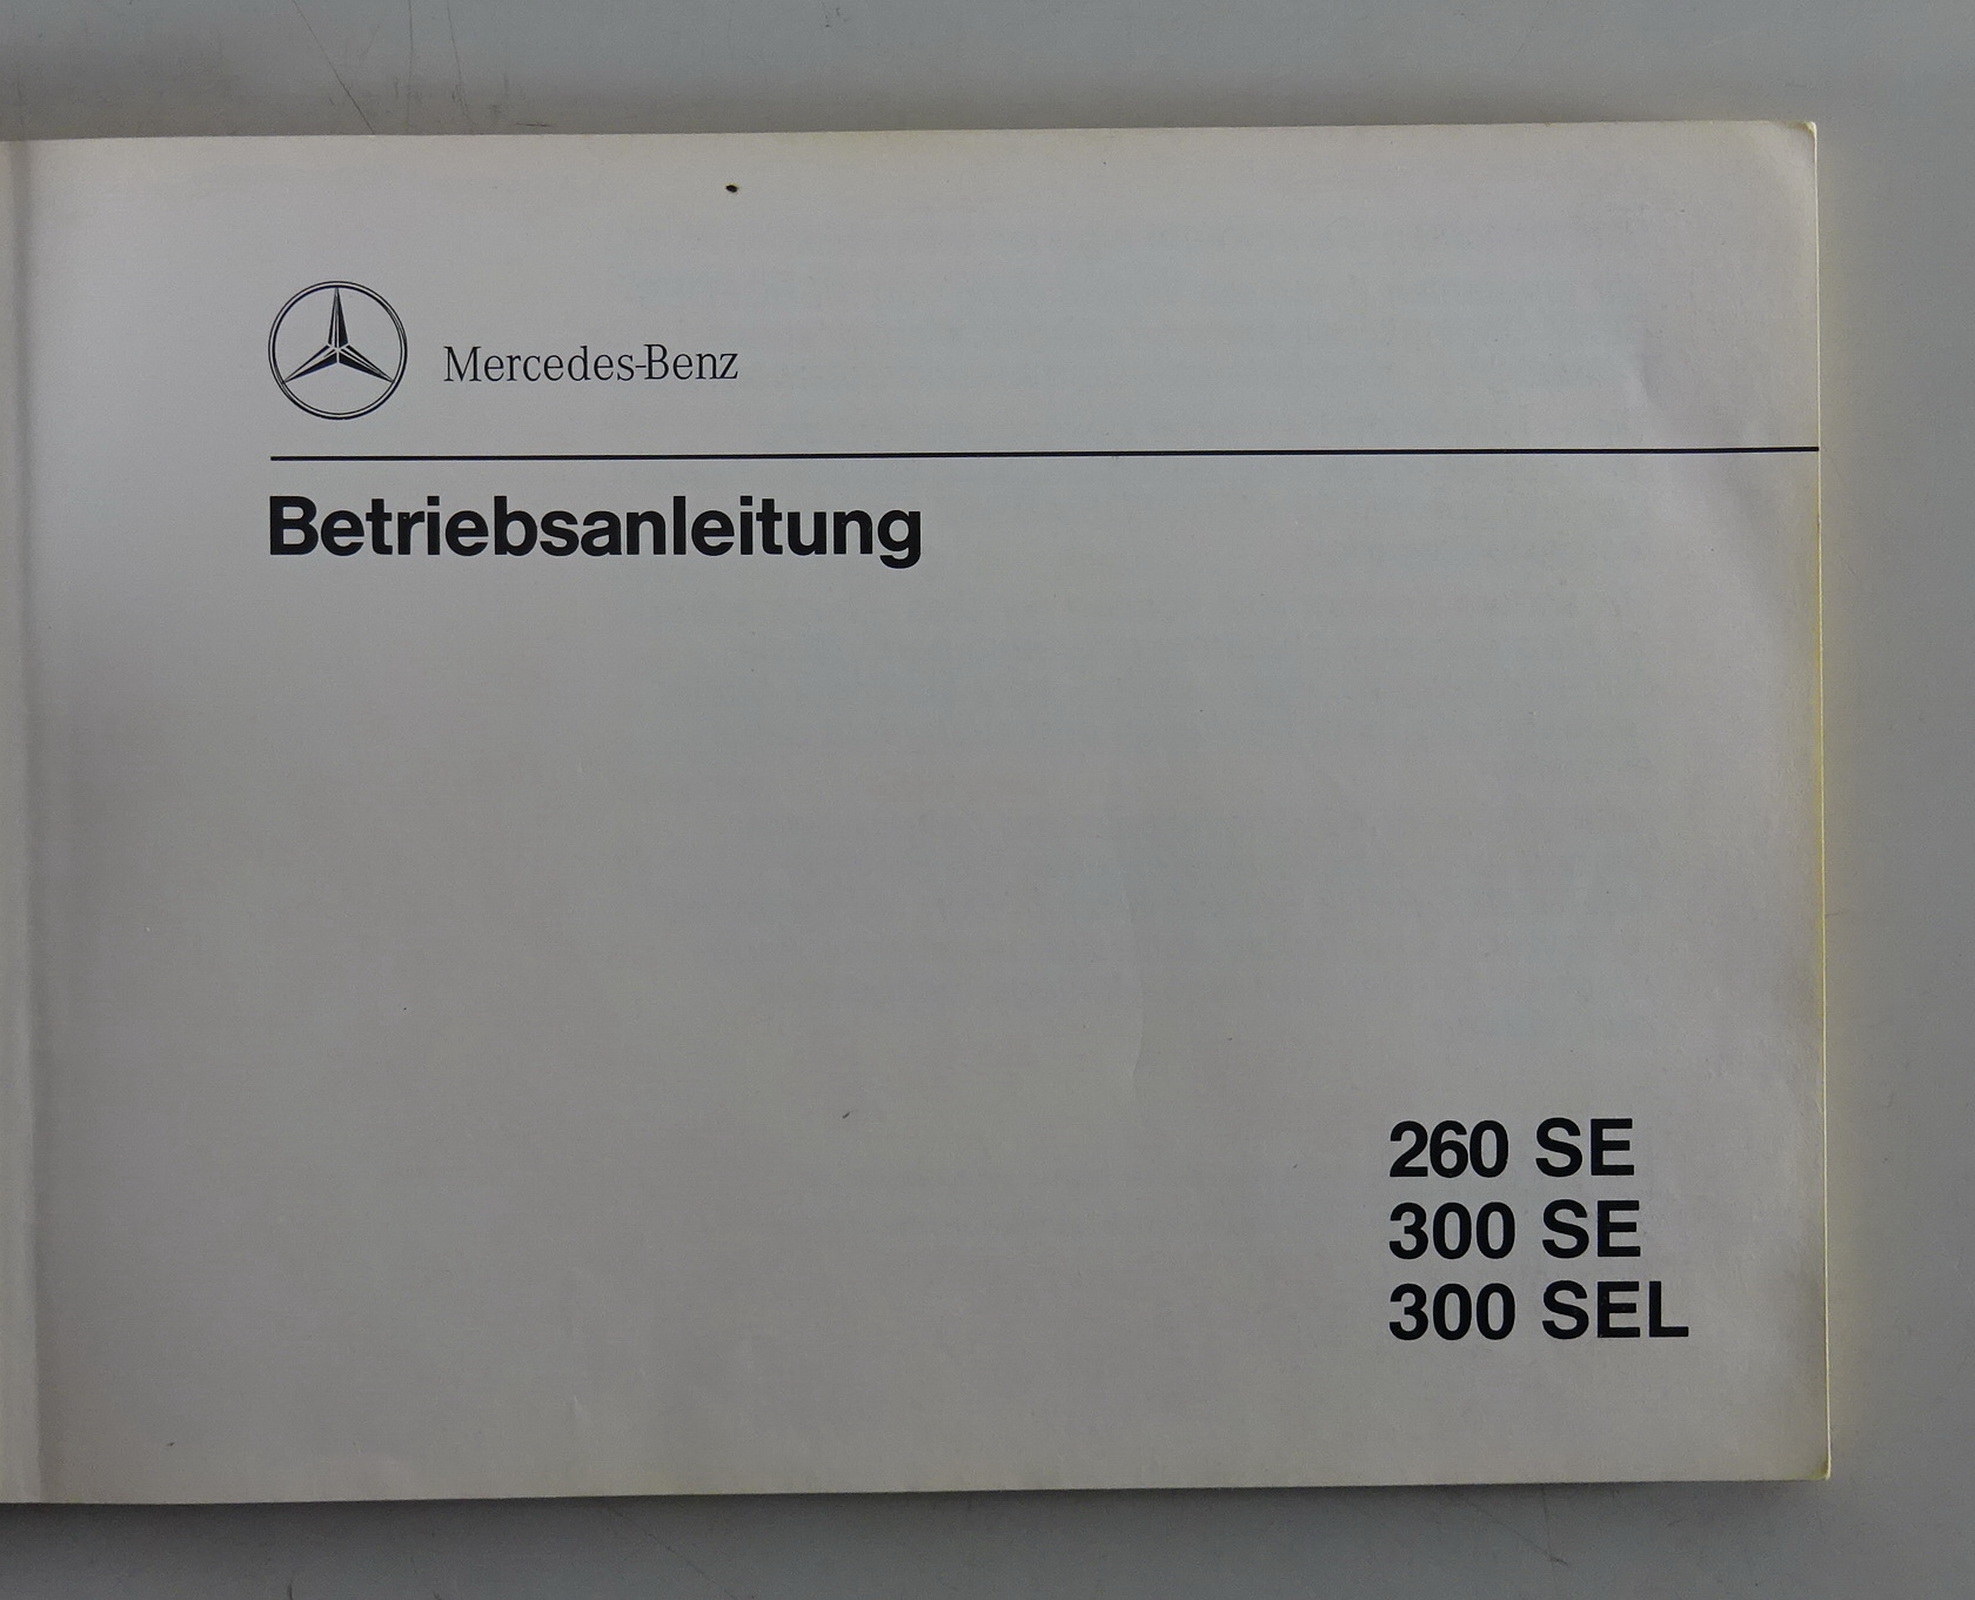 Mercedes-Benz
Betriebsanleitung
260 SE
300 SE
300 SEL